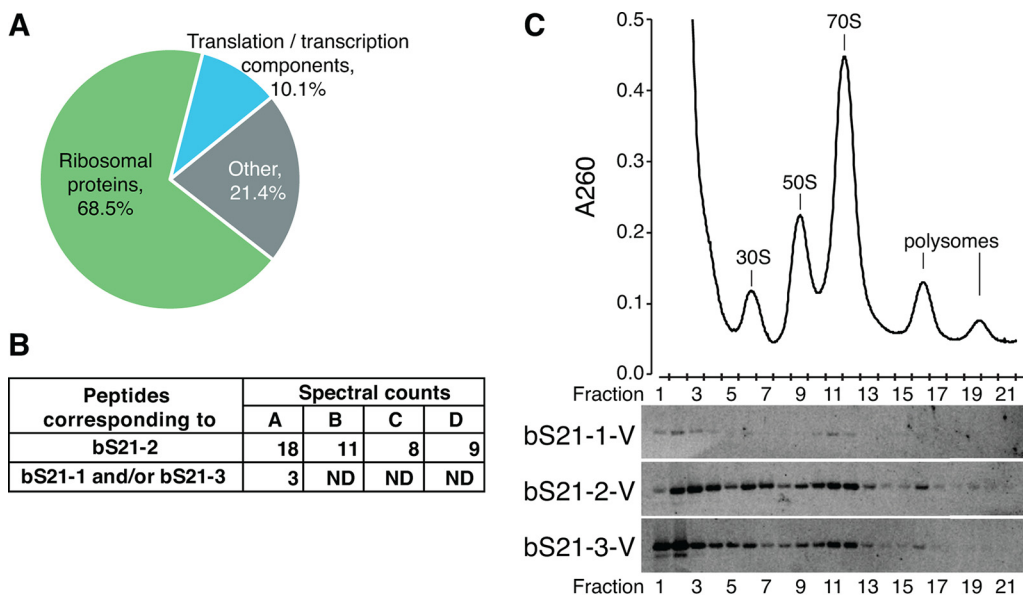 A
Translation / transcription
components,
10.1%
Ribosomal
proteins,
68.5%
Other,
21.4%
B
Peptides
corresponding to
Spectral counts
A B C D
bS21-2 18 11 8 9
bS21-1 and/or bS21-3 3 ND ND ND
C
A260
0.5
0.4
0.3
0.2
0.1
0.0
70S
50S
30S
polysomes
Fraction 1 3 5 7 9 11 13 15 17 19 21
bS21-1-V
bS21-2-V
bS21-3-V
Fraction 1 3 5 7 9 11 13 15 17 19 21